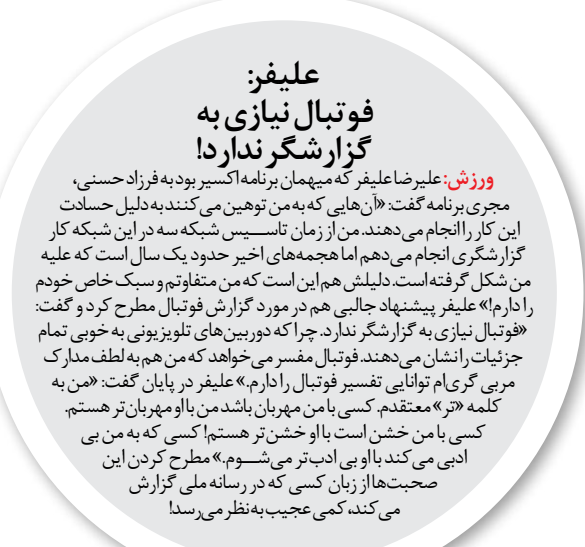 علیفر:
فوتبال نیازی به
گزارشگر ندارد!
ورزش: علیرضا علیفر که میهمان برنامه اکسیر بود به فرزاد حسنی،
مجری برنامه گفت: «آن‌هایی که به من توهین می‌کنند به دلیل حسادت
این کار را انجام می‌دهند. من از زمان تاسیس شبکه سه در این شبکه کار
گزارشگری انجام می‌دهم اما هجمه‌های اخیر حدود یک سال است که علیه
من شکل گرفته است. دلیلش هم این است که من متفاوتم و سبک خاص خودم
را دارم!» علیفر پیشنهاد جالبی هم در مورد گزارش فوتبال مطرح کرد و گفت:
«فوتبال نیازی به گزارشگر ندارد. چرا که دوربین‌های تلویزیونی به خوبی تمام
جزئیات را نشان می‌دهند. فوتبال مفسر می‌خواهد که من هم به لطف مدارک
مربی گری‌ام توانایی تفسیر فوتبال را دارم.» علیفر در پایان گفت: «من به
کلمه «تر» معتقدم. کسی با من مهربان باشد من با او مهربان‌تر هستم.
کسی با من خشن است با او خشن تر هستم! کسی که به من بی
ادبی می‌کند با او بی ادب‌تر می‌شوم.» مطرح کردن این
صحبت‌ها از زبان کسی که در رسانه ملی گزارش
می‌کند، کمی عجیب به نظر می‌رسد!